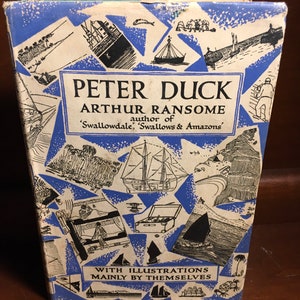 PETER DUCK
ARTHUR RANSOME
author of
'Swallowdale,' 'Swallows & Amazons'
WITH ILLUSTRATIONS
MAINLY BY THEMSELVES